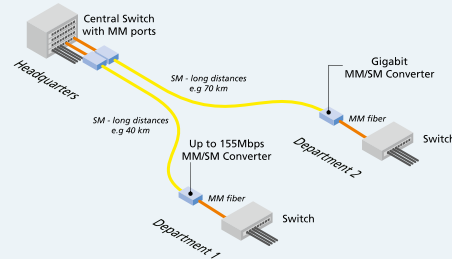 Central Switch
with MM ports
Headquarters
SM - long distances
e.g 70 km
Gigabit
MM/SM Converter
MM fiber
Switch
Department 2
SM - long distances
e.g 40 km
Up to 155Mbps
MM/SM Converter
MM fiber
Switch
Department 1